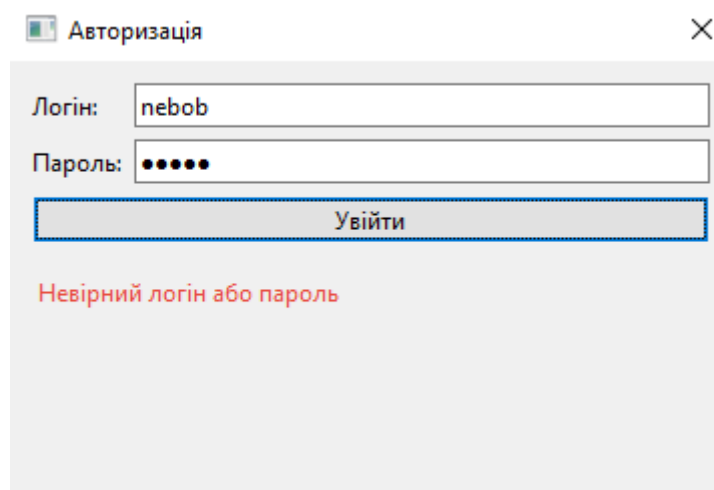 Авторизація
Логін: nebob
Пароль: •••••
Увійти
Невірний логін або пароль